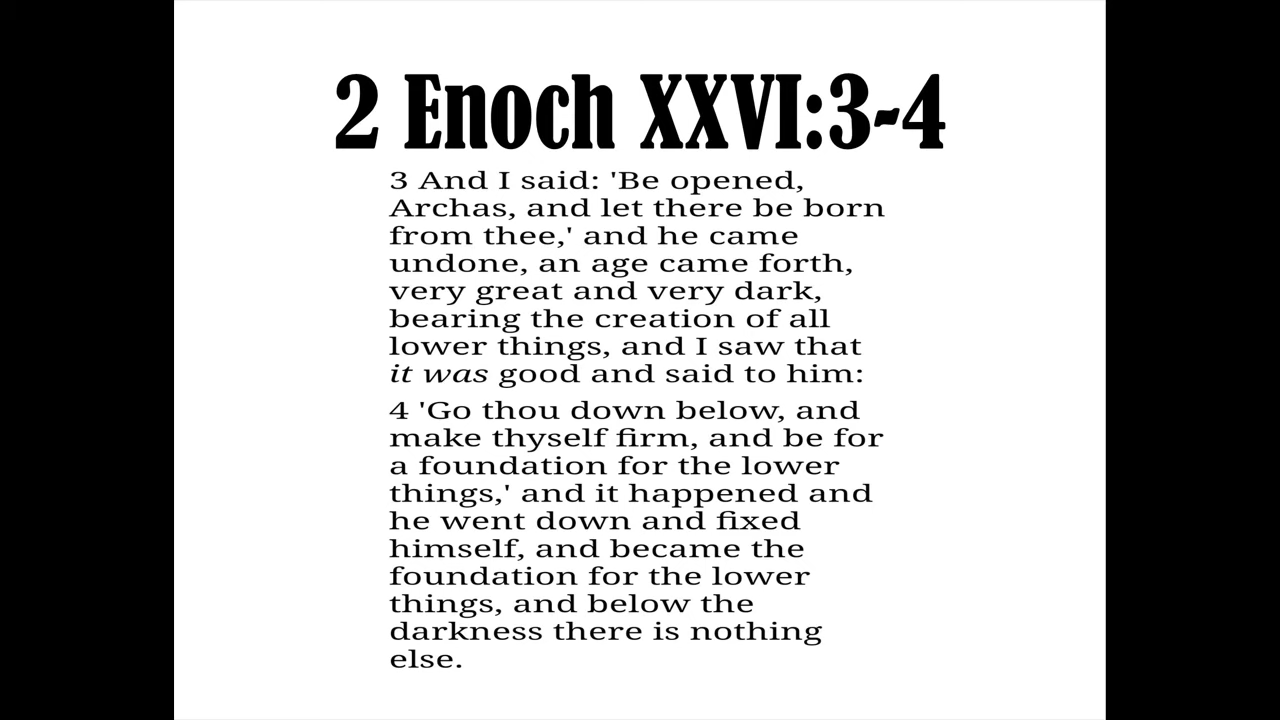 2 Enoch XXVI:3-4
3 And I said: 'Be opened,
Archas, and let there be born
from thee,' and he came
undone, an age came forth,
very great and very dark,
bearing the creation of all
lower things, and I saw that
it was good and said to him:
4 'Go thou down below, and
make thyself firm, and be for
a foundation for the lower
things,' and it happened and
he went down and fixed
himself, and became the
foundation for the lower
things, and below the
darkness there is nothing
else.